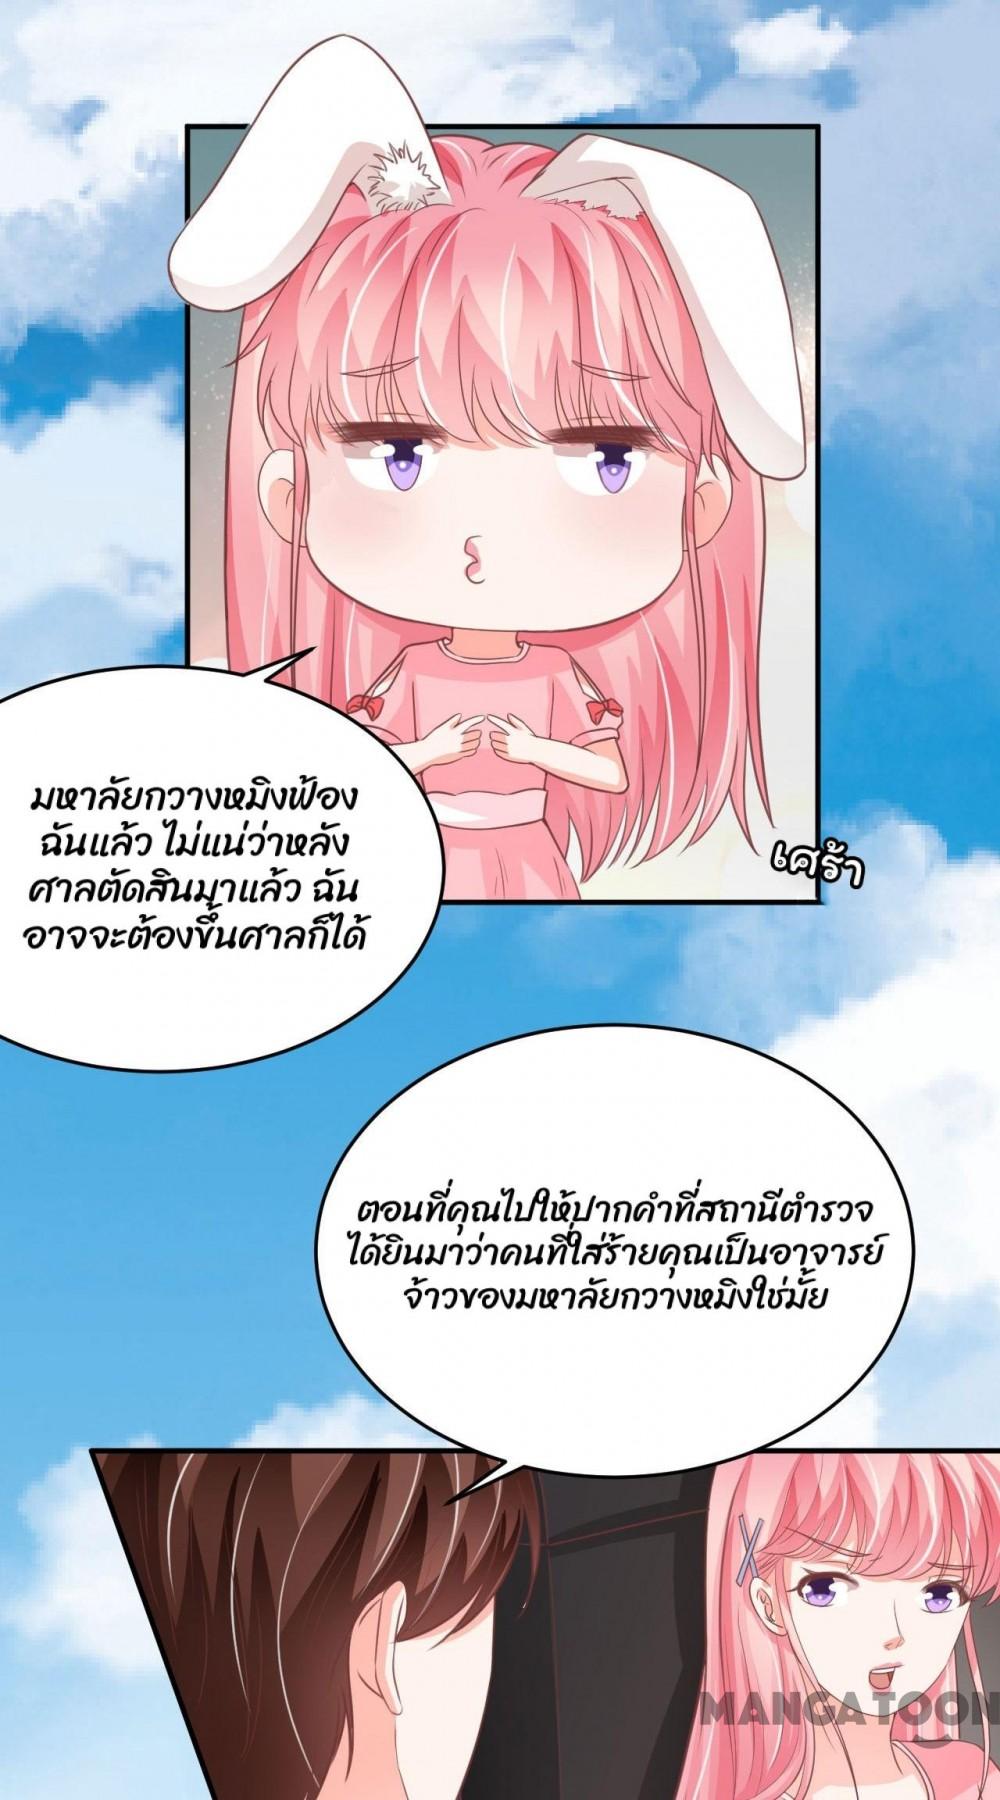 มหาลัยกวางหมิงฟ้อง
ฉันแล้ว ไม่แน่ว่าหลัง
ศาลตัดสินมาแล้ว ฉัน
อาจจะต้องขึ้นศาลก็ได้
เศร้า
ตอนที่คุณไปให้ปากคำที่สถานีตำรวจ
ได้ยินมาว่าคนที่ใส่ร้ายคุณเป็นอาจารย์
จ้าวของมหาลัยกวางหมิงใช่มั้ย
MANGATOON